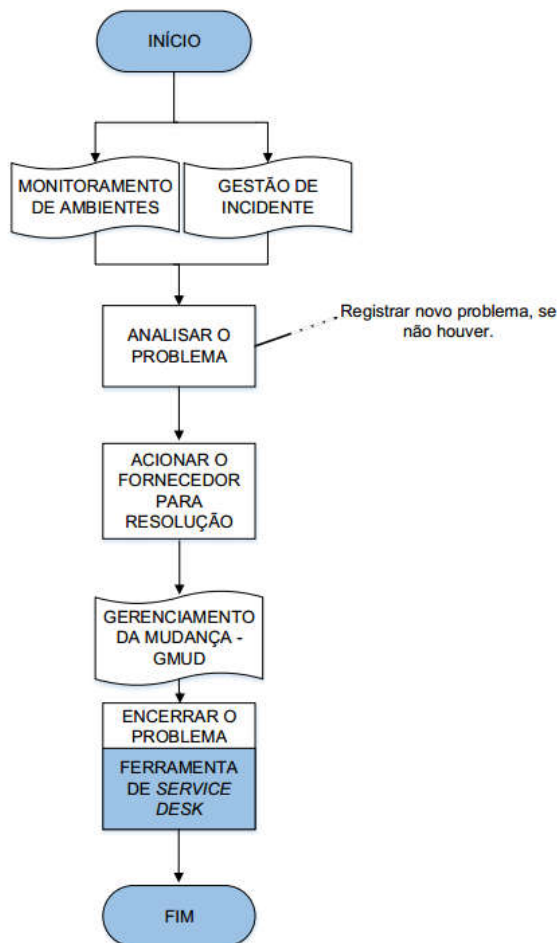 INÍCIO
MONITORAMENTO
DE AMBIENTES
GESTÃO DE
INCIDENTE
ANALISAR O
PROBLEMA
Registrar novo problema, se
não houver.
ACIONAR O
FORNECEDOR
PARA
RESOLUÇÃO
GERENCIAMENTO
DA MUDANÇA -
GMUD
ENCERRAR O
PROBLEMA
FERRAMENTA
DE SERVICE
DESK
FIM